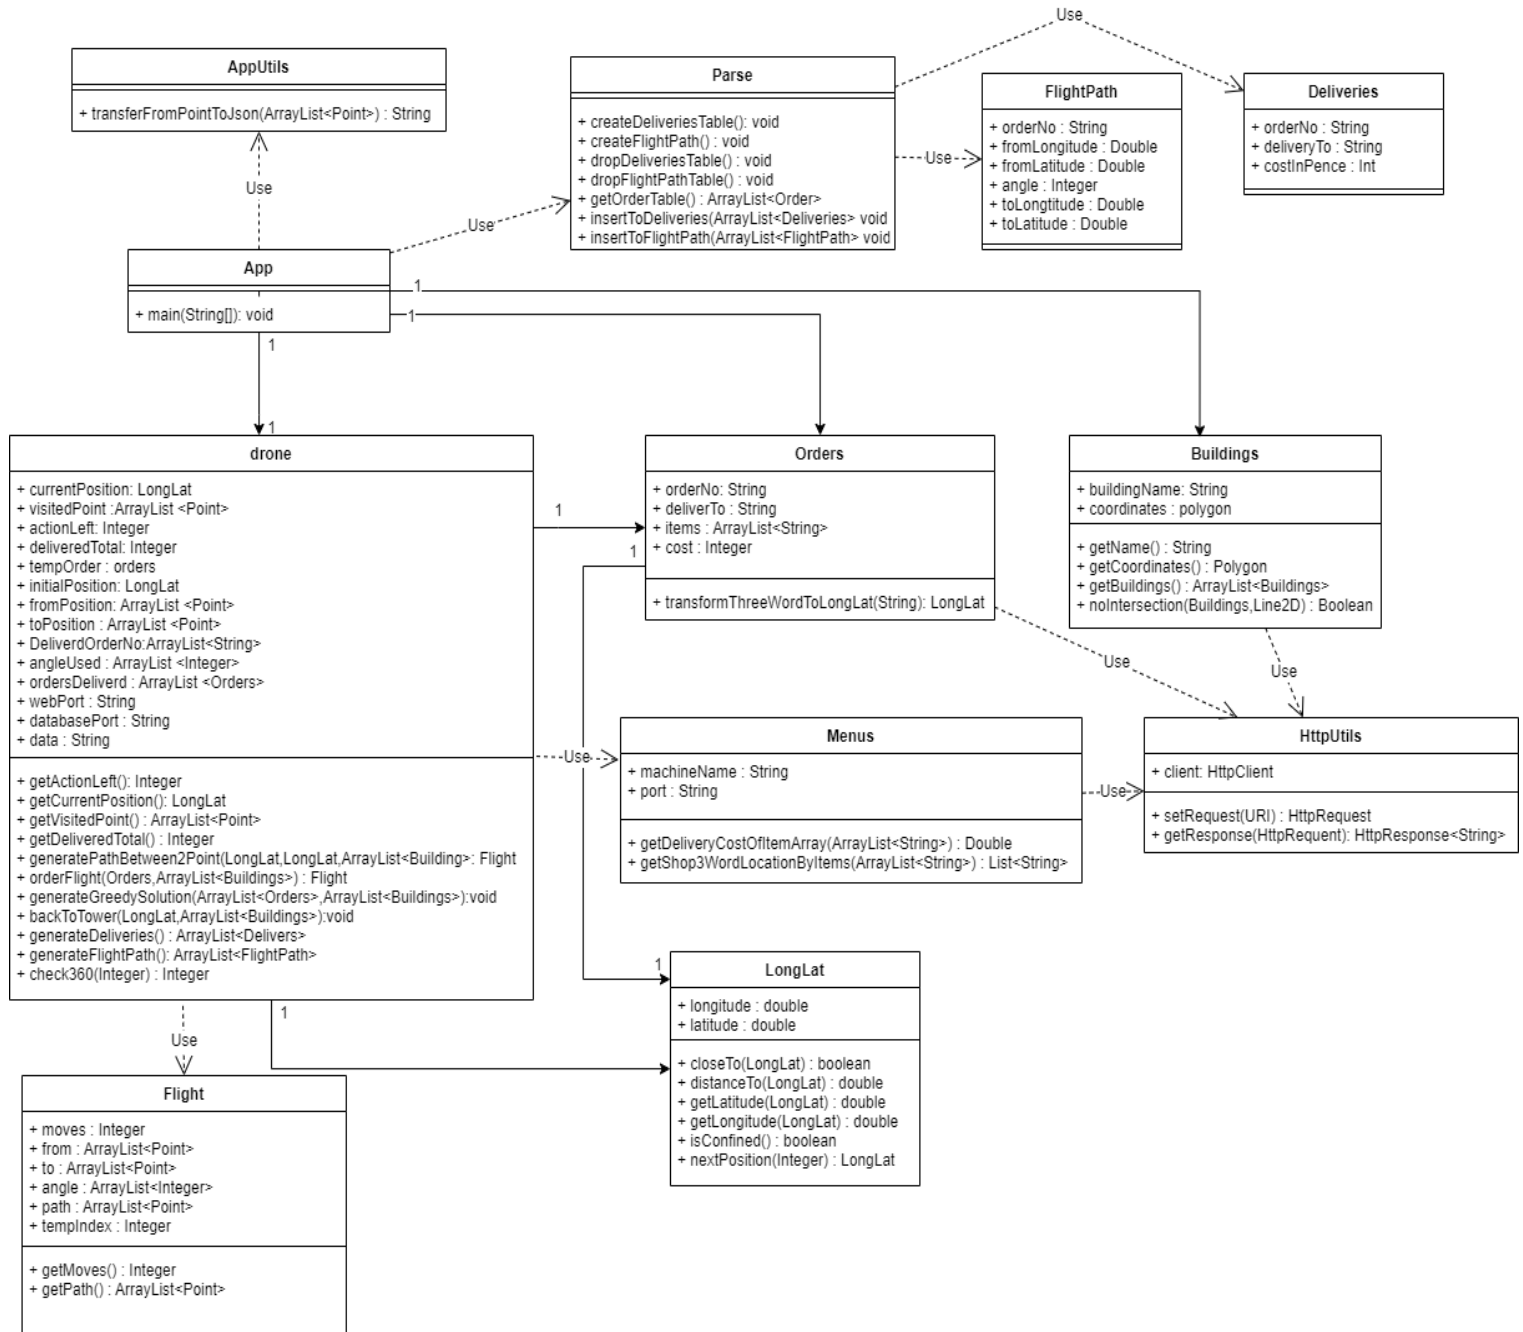 Use
AppUtils
+ transferFromPointToJson(ArrayList<Point>) : String
Use
Parse
+ createDeliveriesTable(): void
+ createFlightPath() : void
+ dropDeliveriesTable() : void
+ dropFlightPathTable() : void
+ getOrderTable() : ArrayList<Order>
+ insertToDeliveries(ArrayList<Deliveries> void
+ insertToFlightPath(ArrayList<FlightPath> void
Use
FlightPath
+ orderNo : String
+ fromLongitude : Double
+ fromLatitude : Double
+ angle : Integer
+ toLongtitude : Double
+ toLatitude : Double
Deliveries
+ orderNo : String
+ deliveryTo : String
+ costInPence : Int
Use
App
+ main(String[]): void
1
1
1
1
drone
+ currentPosition: LongLat
+ visitedPoint :ArrayList <Point>
+ actionLeft: Integer
+ deliveredTotal: Integer
+ tempOrder : orders
+ initialPosition: LongLat
+ fromPosition: ArrayList <Point>
+ toPosition : ArrayList <Point>
+ DeliverdOrderNo:ArrayList<String>
+ angleUsed : ArrayList <Integer>
+ ordersDeliverd : ArrayList <Orders>
+ webPort : String
+ databasePort : String
+ data : String
+ getActionLeft(): Integer
+ getCurrentPosition(): LongLat
+ getVisitedPoint() : ArrayList<Point>
+ getDeliveredTotal() : Integer
+ generatePathBetween2Point(LongLat,LongLat,ArrayList<Building>: Flight
+ orderFlight(Orders,ArrayList<Buildings>) : Flight
+ generateGreedySolution(ArrayList<Orders>,ArrayList<Buildings>):void
+ backToTower(LongLat,ArrayList<Buildings>):void
+ generateDeliveries() : ArrayList<Delivers>
+ generateFlightPath(): ArrayList<FlightPath>
+ check360(Integer) : Integer
1
Orders
+ orderNo: String
+ deliverTo : String
+ items : ArrayList<String>
+ cost : Integer
+ transformThreeWordToLongLat(String): LongLat
1
Buildings
+ buildingName: String
+ coordinates : polygon
+ getName() : String
+ getCoordinates() : Polygon
+ getBuildings() : ArrayList<Buildings>
+ noIntersection(Buildings,Line2D) : Boolean
Use
Use
Use
Menus
+ machineName : String
+ port : String
+ getDeliveryCostOfItemArray(ArrayList<String>) : Double
+ getShop3WordLocationByItems(ArrayList<String>) : List<String>
Use
HttpUtils
+ client: HttpClient
+ setRequest(URI) : HttpRequest
+ getResponse(HttpRequent): HttpResponse<String>
1
LongLat
+ longitude : double
+ latitude : double
+ closeTo(LongLat) : boolean
+ distanceTo(LongLat) : double
+ getLatitude(LongLat) : double
+ getLongitude(LongLat) : double
+ isConfined() : boolean
+ nextPosition(Integer) : LongLat
1
Use
Flight
+ moves : Integer
+ from : ArrayList<Point>
+ to : ArrayList<Point>
+ angle : ArrayList<Integer>
+ path : ArrayList<Point>
+ tempIndex : Integer
+ getMoves() : Integer
+ getPath() : ArrayList<Point>